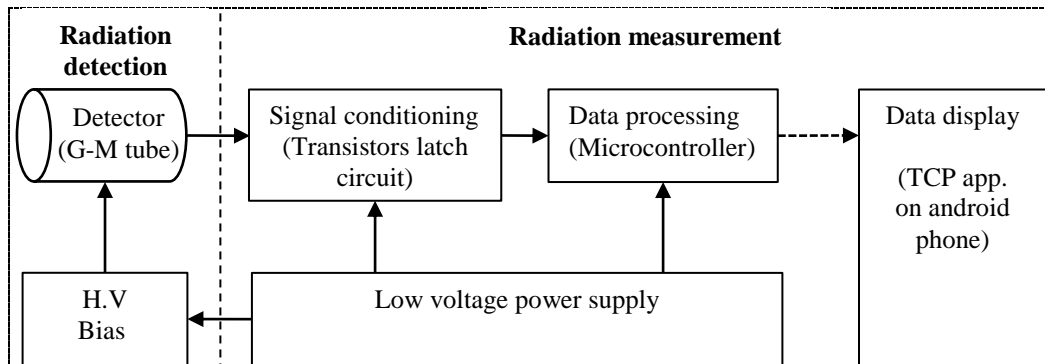 Radiation
detection
Radiation measurement
Detector
(G-M tube)
Signal conditioning
(Transistors latch
circuit)
Data processing
(Microcontroller)
Data display
(TCP app.
on android
phone)
H.V
Bias
Low voltage power supply